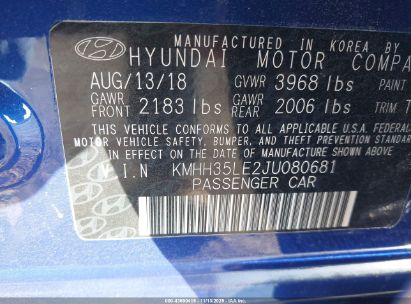 MANUFACTURED IN KOREA BY
HYUNDAI MOTOR COMPA
AUG/13/18 GVWR 3968 lbs PAINT
GAWR FRONT 2183 lbs GAWR REAR 2006 lbs TRIM
THIS VEHICLE CONFORMS TO ALL APPLICABLE U.S.A. FEDERAL
MOTOR VEHICLE SAFETY, BUMPER, AND THEFT PREVENTION STANDARD
IN EFFECT ON THE DATE OF MANUFACTURE SHOWN ABOVE.
V.I.N KMHH35LE2JU080681
PASSENGER CAR